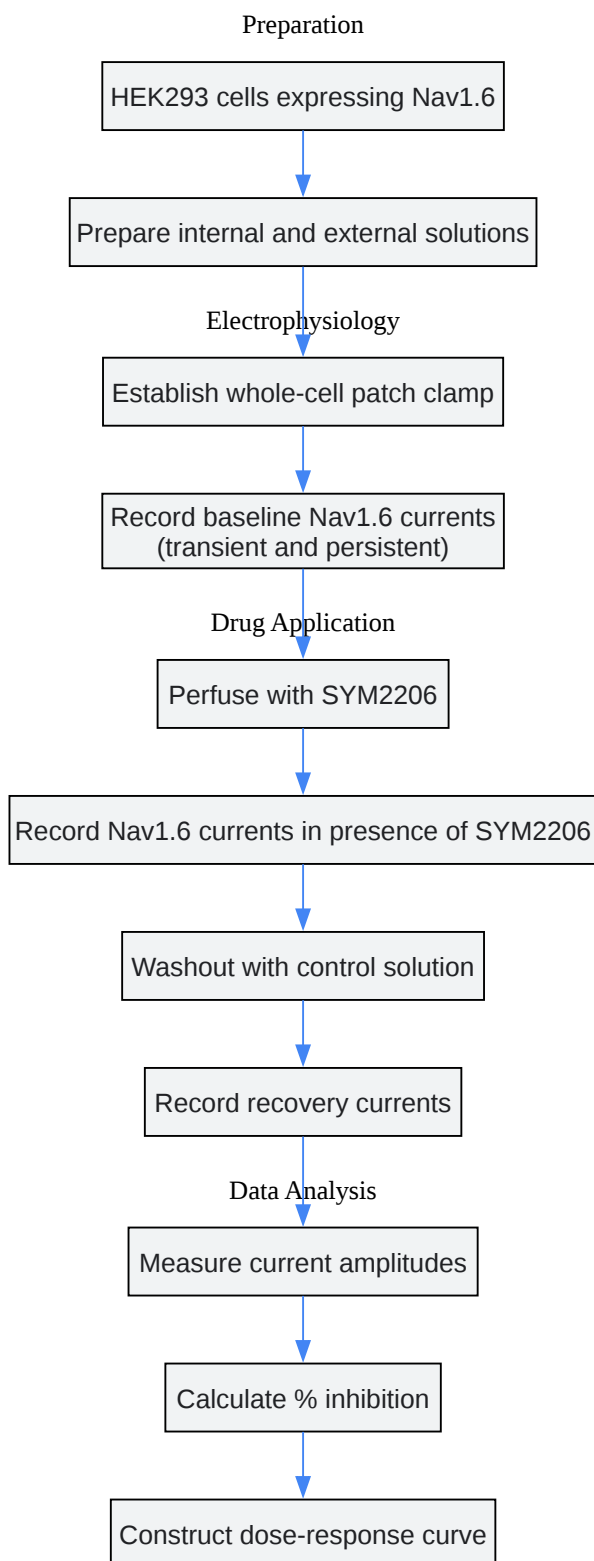 Preparation
HEK293 cells expressing Nav1.6
Prepare internal and external solutions
Electrophysiology
Establish whole-cell patch clamp
Record baseline Nav1.6 currents
(transient and persistent)
Drug Application
Perfuse with SYM2206
Record Nav1.6 currents in presence of SYM2206
Washout with control solution
Record recovery currents
Data Analysis
Measure current amplitudes
Calculate % inhibition
Construct dose-response curve